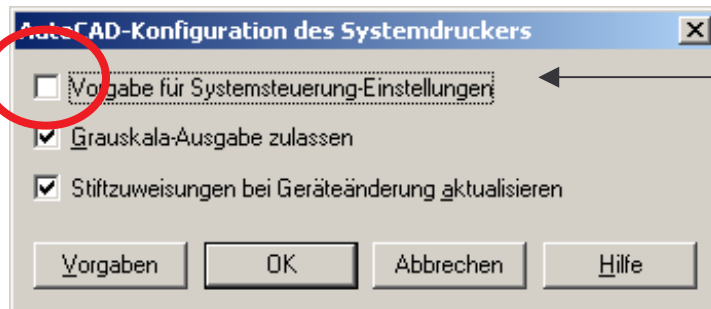 AutoCAD-Konfiguration des Systemdruckers
Vorgabe für Systemsteuerung-Einstellungen
Grauskala-Ausgabe zulassen
Stiftzuweisungen bei Geräteänderung aktualisieren
Vorgaben OK Abbrechen Hilfe